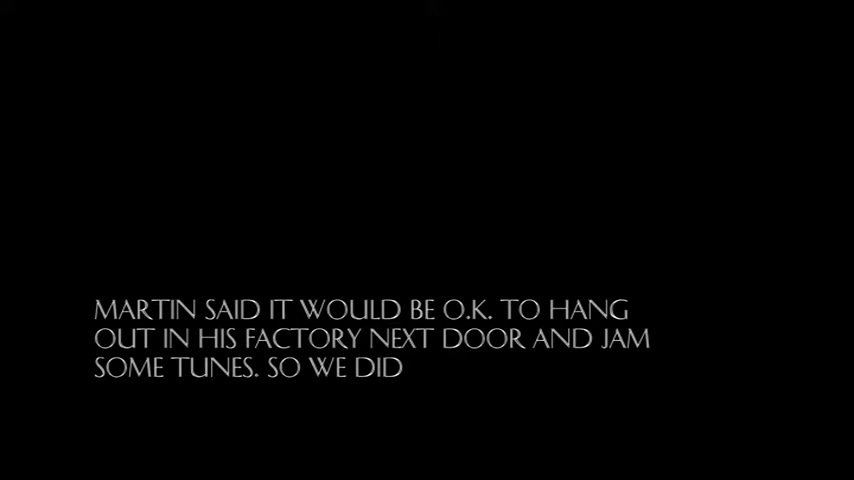 MARTIN SAID IT WOULD BE O.K. TO HANG
OUT IN HIS FACTORY NEXT DOOR AND JAM
SOME TUNES. SO WE DID